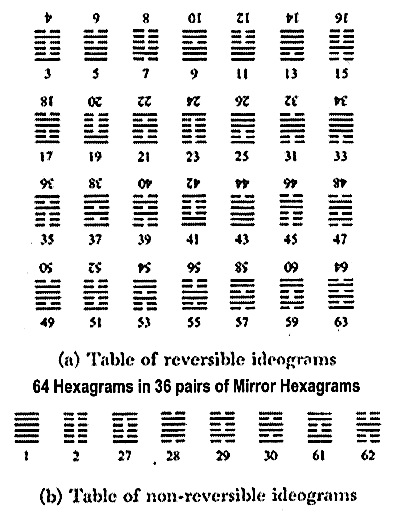 4 6 8 10 12 14 16
3 5 7 9 11 13 15
18 20 22 24 26 32 34
17 19 21 23 25 31 33
36 38 40 42 44 46 48
35 37 39 41 43 45 47
50 52 54 56 58 60 64
49 51 53 55 57 59 63
(a) Table of reversible ideograms
64 Hexagrams in 36 pairs of Mirror Hexagrams
1 2 27 28 29 30 61 62
(b) Table of non-reversible ideograms